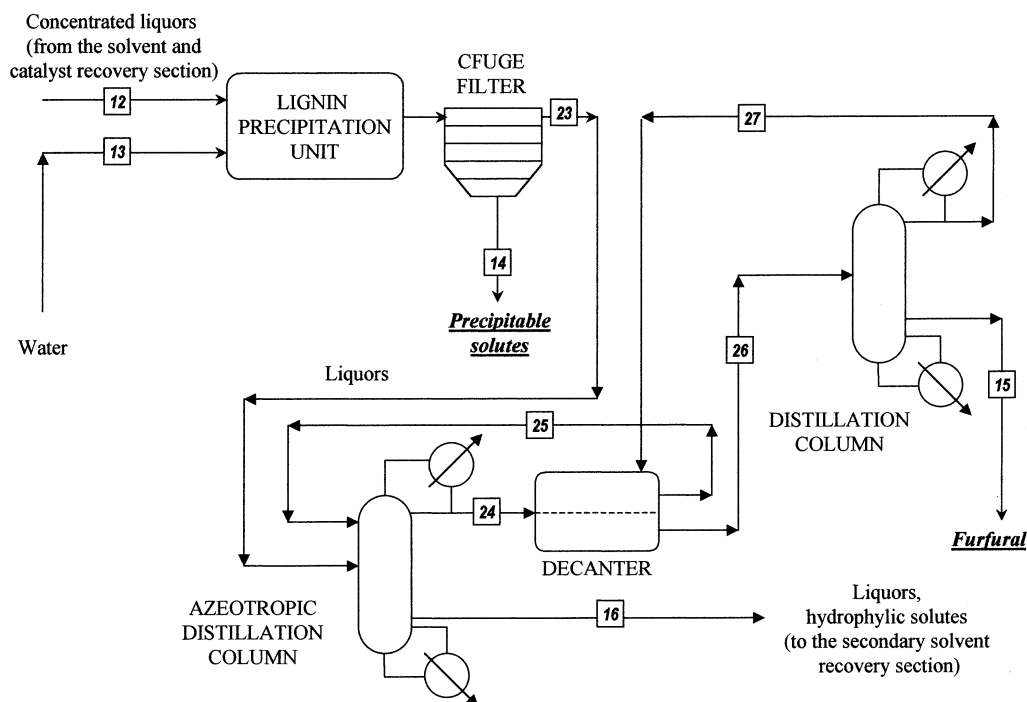 Concentrated liquors
(from the solvent and
catalyst recovery section)
12
13
Water
LIGNIN
PRECIPITATION
UNIT
CFUGE
FILTER
23
14
Precipitable
solutes
Liquors
27
26
15
DISTILLATION
COLUMN
Furfural
25
24
DECANTER
AZEOTROPIC
DISTILLATION
COLUMN
16
Liquors,
hydrophylic solutes
(to the secondary solvent
recovery section)